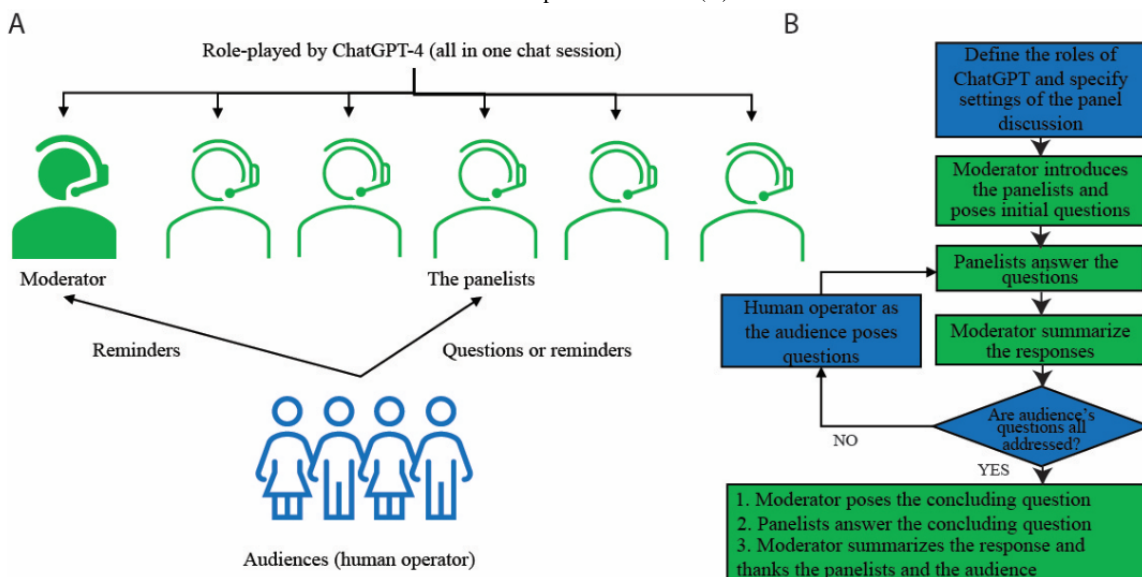 A
Role-played by ChatGPT-4 (all in one chat session)
Moderator
The panelists
Reminders
Questions or reminders
Audiences (human operator)
B
Define the roles of
ChatGPT and specify
settings of the panel
discussion
Moderator introduces
the panelists and
poses initial questions
Panelists answer the
questions
Human operator as
the audience poses
questions
Moderator summarize
the responses
Are audience's
questions all
addressed?
NO
YES
1. Moderator poses the concluding question
2. Panelists answer the concluding question
3. Moderator summarizes the response and
thanks the panelists and the audience